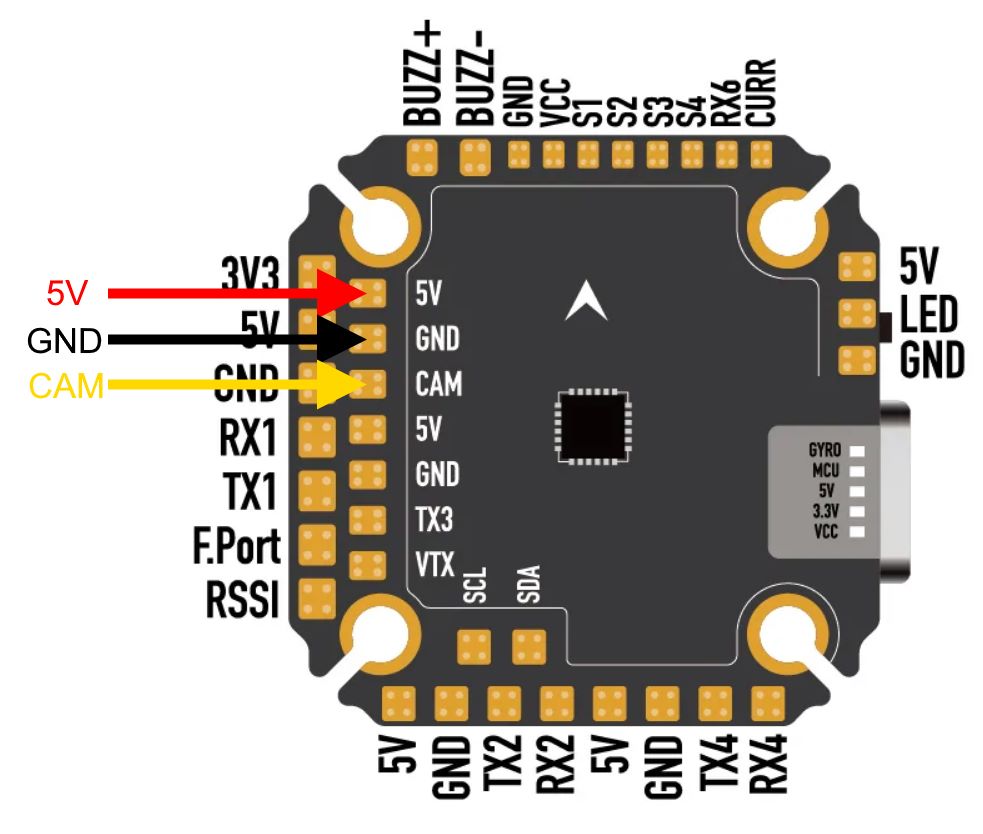 BUZZ+
BUZZ-
GND
VCC
S1
S2
S3
S4
RX6
CURR
3V3
5V
GND
RX1
TX1
F.Port
RSSI
5V
GND
CAM
5V
GND
CAM
5V
GND
TX3
VTX
SCL
SDA
5V
LED
GND
GYRO
MCU
5V
3.3V
VCC
5V
GND
TX2
RX2
5V
GND
TX4
RX4